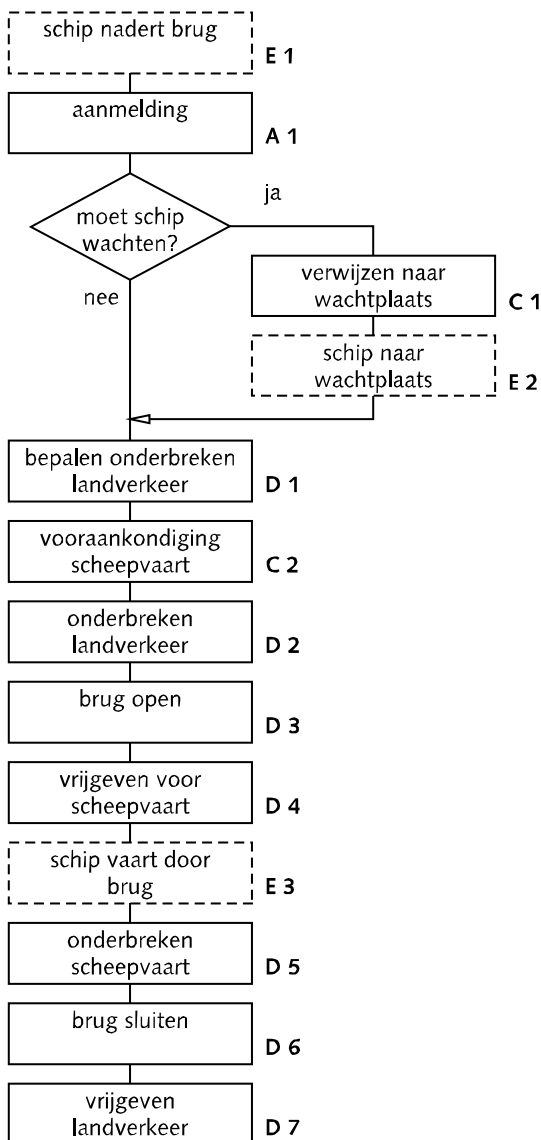 schip nadert brug
E 1
aanmelding
A 1
ja
moet schip
wachten?
nee
verwijzen naar
wachtplaats
C 1
schip naar
wachtplaats
E 2
bepalen onderbreken
landverkeer
D 1
vooraankondiging
scheepvaart
C 2
onderbreken
landverkeer
D 2
brug open
D 3
vrijgeven voor
scheepvaart
D 4
schip vaart door
brug
E 3
onderbreken
scheepvaart
D 5
brug sluiten
D 6
vrijgeven
landverkeer
D 7